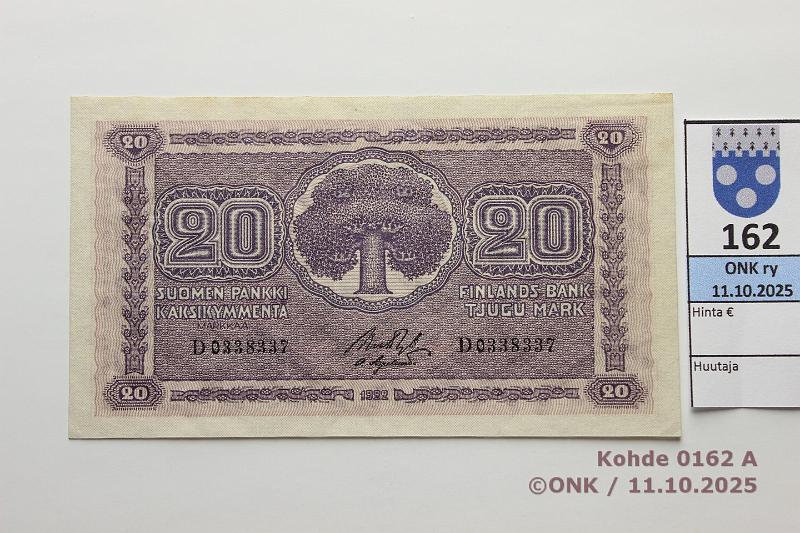 20 20
20 20
SUOMEN PANKKI FINLANDS BANK
KAKSIKYMMENTÄ TJUGU MARK
MARKKAA
D0338337 D0338337
20 1922 20
162
ONK ry
11.10.2025
Hinta €
Huutaja
Kohde 0162 A
©ONK / 11.10.2025